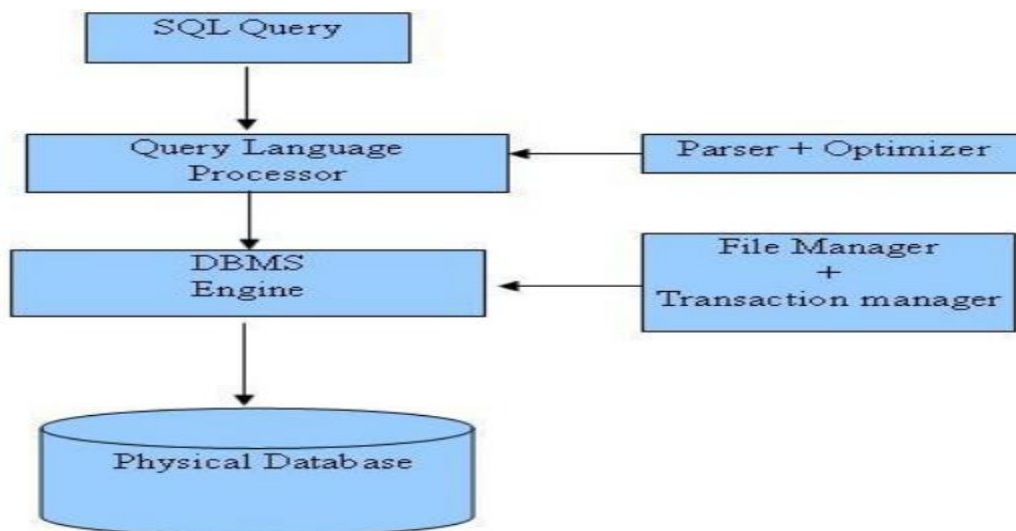 SQL Query
Query Language
Processor
Parser + Optimizer
DBMS
Engine
File Manager
+
Transaction manager
Physical Database